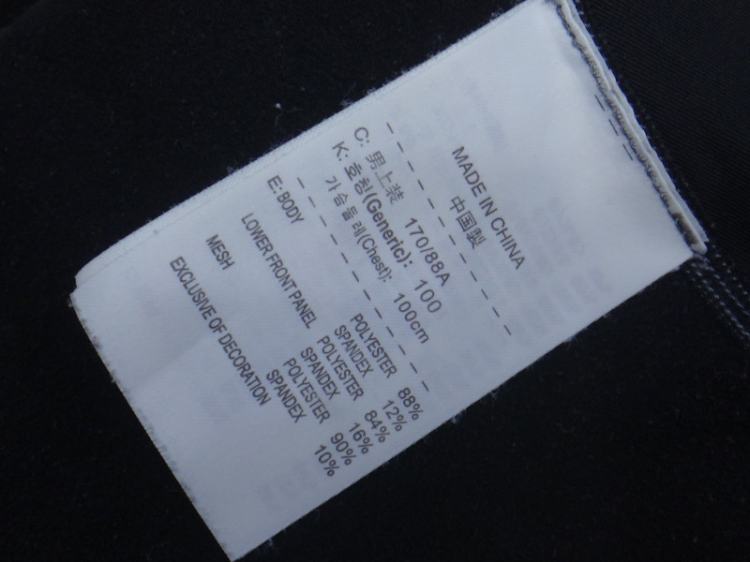 MADE IN CHINA
中国製
C: 男上装 170/88A
K: 호칭(Generic): 100
가슴둘레(Chest): 100cm
E: BODY POLYESTER 88%
SPANDEX 12%
LOWER FRONT PANEL POLYESTER 84%
SPANDEX 16%
MESH POLYESTER 90%
SPANDEX 10%
EXCLUSIVE OF DECORATION